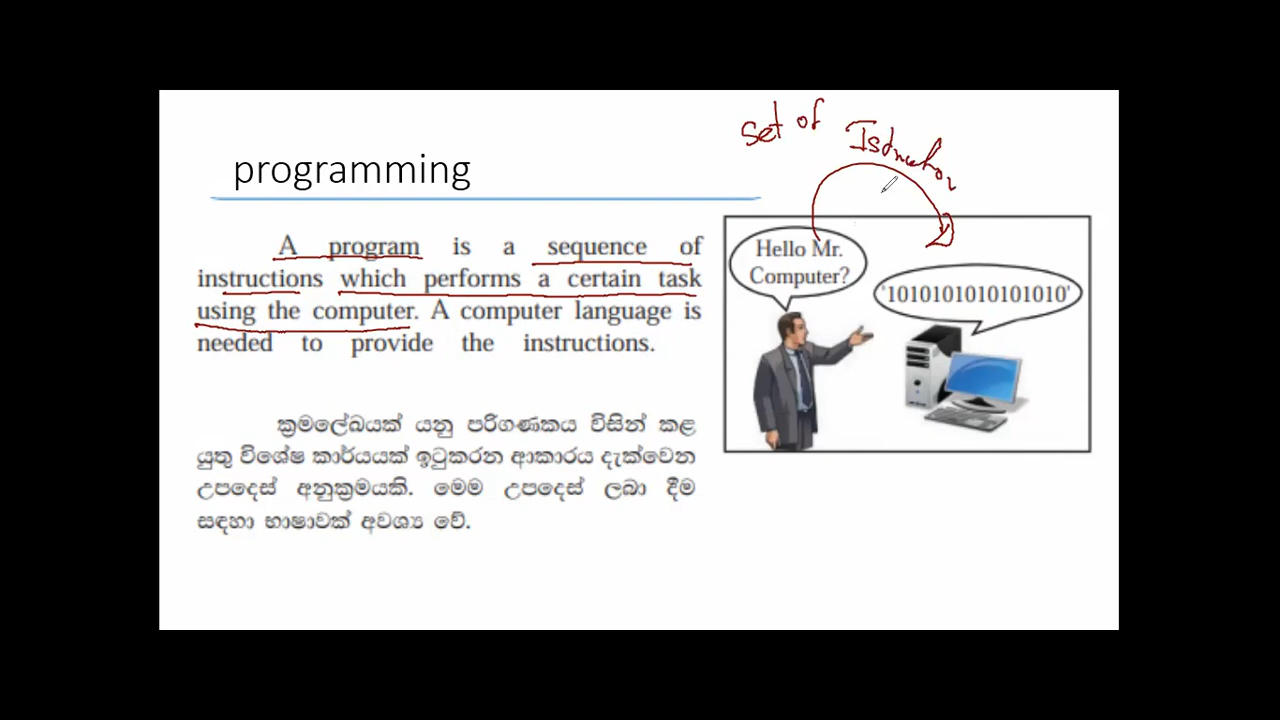 set of
Istructor
programming
A program is a sequence of
instructions which performs a certain task
using the computer. A computer language is
needed to provide the instructions.
Hello Mr.
Computer?
'1010101010101010'
ක්‍රමලේඛයක් යනු පරිගණකය විසින් කළ
යුතු විශේෂ කාර්යයක් ඉටුකරන ආකාරය දැක්වෙන
උපදෙස් අනුක්‍රමයකි. මෙම උපදෙස් ලබා දීම
සඳහා භාෂාවක් අවශ්‍ය වේ.